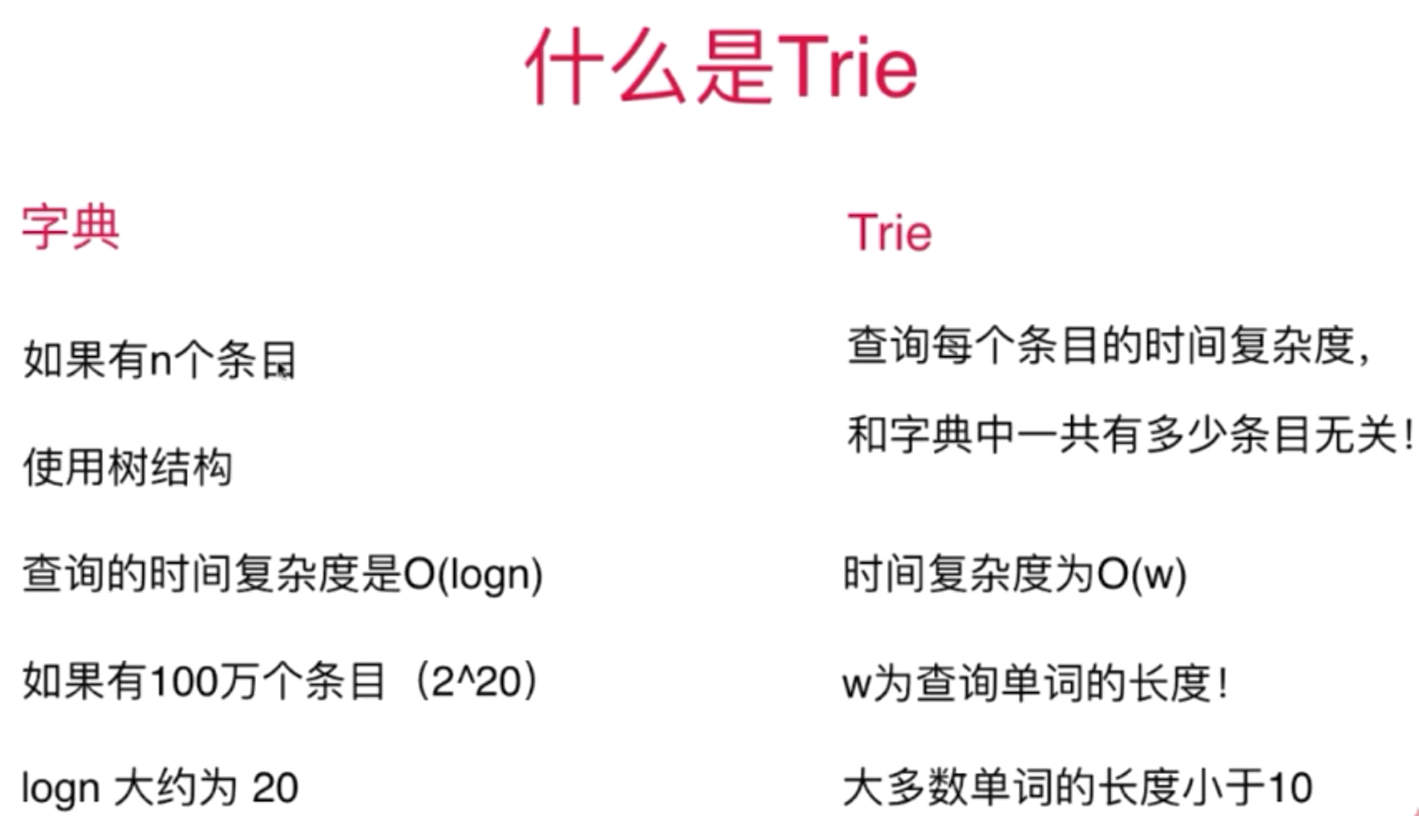 什么是Trie
字典
如果有n个条目
使用树结构
查询的时间复杂度是O(logn)
如果有100万个条目（2^20）
logn 大约为 20
Trie
查询每个条目的时间复杂度，
和字典中一共有多少条目无关！
时间复杂度为O(w)
w为查询单词的长度！
大多数单词的长度小于10